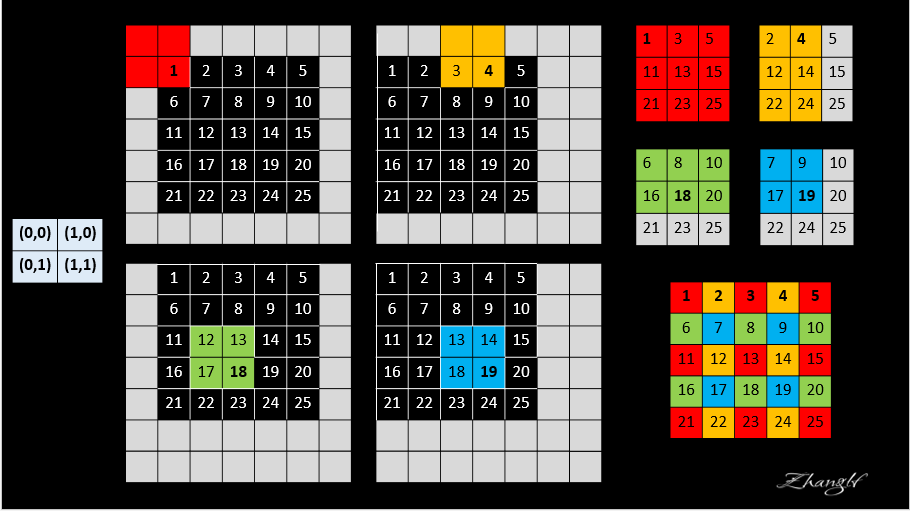 (0,0) (1,0)
(0,1) (1,1)
1 2 3 4 5
6 7 8 9 10
11 12 13 14 15
16 17 18 19 20
21 22 23 24 25
1 2 3 4 5
6 7 8 9 10
11 12 13 14 15
16 17 18 19 20
21 22 23 24 25
1 3 5
11 13 15
21 23 25
2 4 5
12 14 15
22 24 25
6 8 10
16 18 20
21 23 25
7 9 10
17 19 20
22 24 25
1 2 3 4 5
6 7 8 9 10
11 12 13 14 15
16 17 18 19 20
21 22 23 24 25
1 2 3 4 5
6 7 8 9 10
11 12 13 14 15
16 17 18 19 20
21 22 23 24 25
1 2 3 4 5
6 7 8 9 10
11 12 13 14 15
16 17 18 19 20
21 22 23 24 25